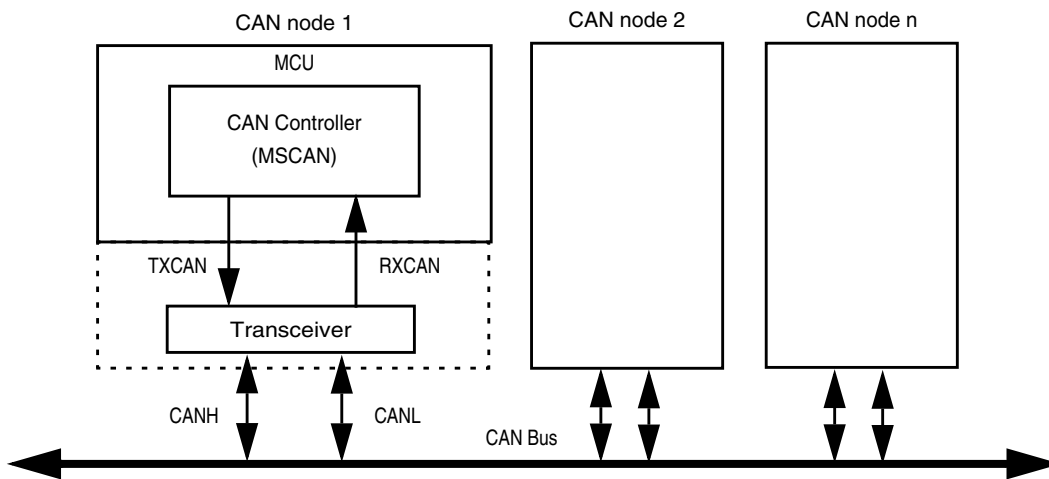 CAN node 1
CAN node 2
CAN node n
MCU
CAN Controller
(MSCAN)
TXCAN
RXCAN
Transceiver
CANH
CANL
CAN Bus